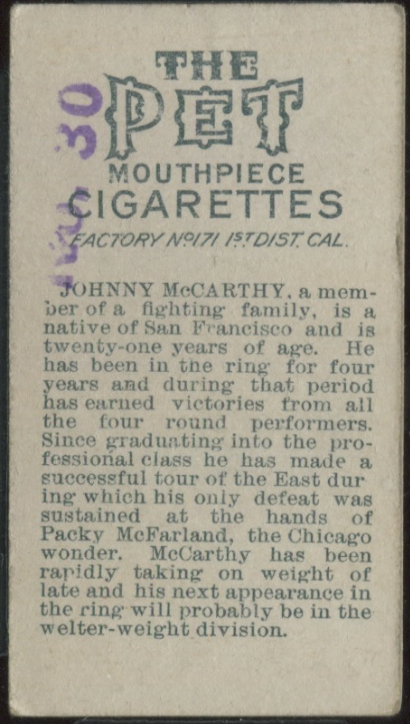 THE
PET
MOUTHPIECE
CIGARETTES
FACTORY Nº171 1ST DIST. CAL.
30
JOHNNY McCARTHY, a mem-
ber of a fighting family, is a
native of San Francisco and is
twenty-one years of age. He
has been in the ring for four
years and during that period
has earned victories from all
the four round performers.
Since graduating into the pro-
fessional class he has made a
successful tour of the East dur
ing which his only defeat was
sustained at the hands of
Packy McFarland, the Chicago
wonder. McCarthy has been
rapidly taking on weight of
late and his next appearance in
the ring will probably be in the
welter-weight division.